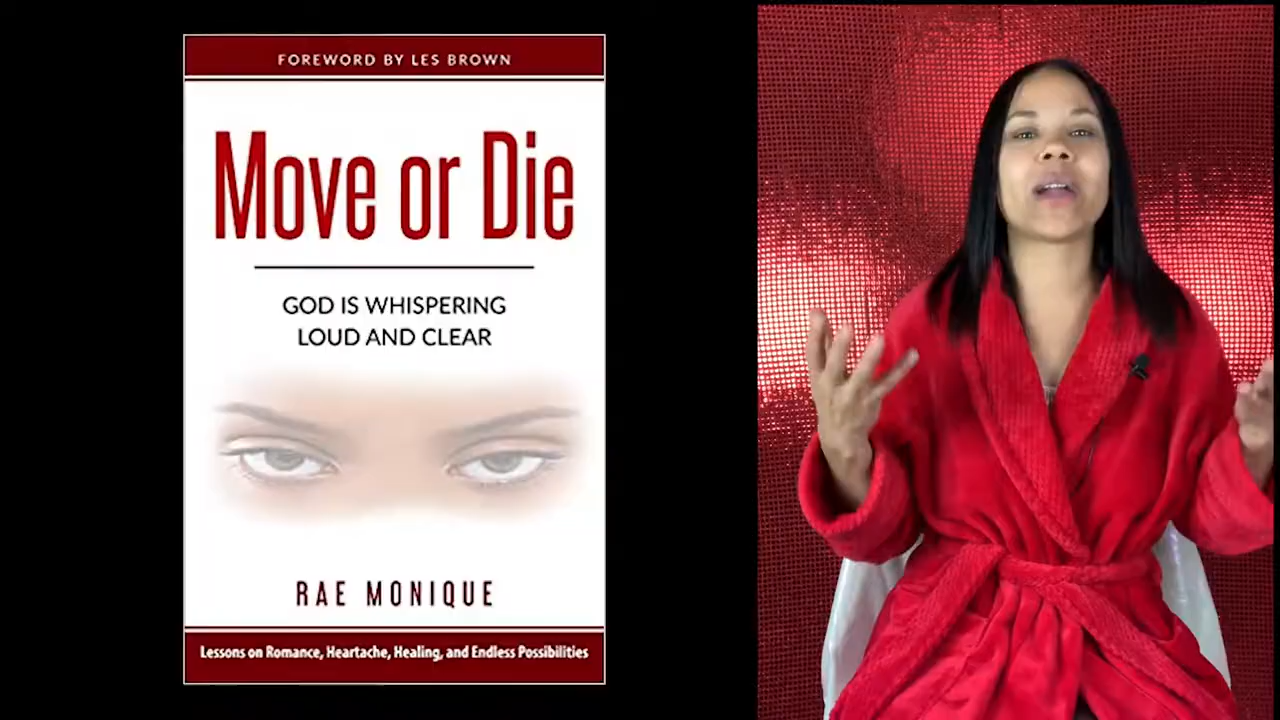 FOREWORD BY LES BROWN
Move or Die
GOD IS WHISPERING
LOUD AND CLEAR
RAE MONIQUE
Lessons on Romance, Heartache, Healing, and Endless Possibilities